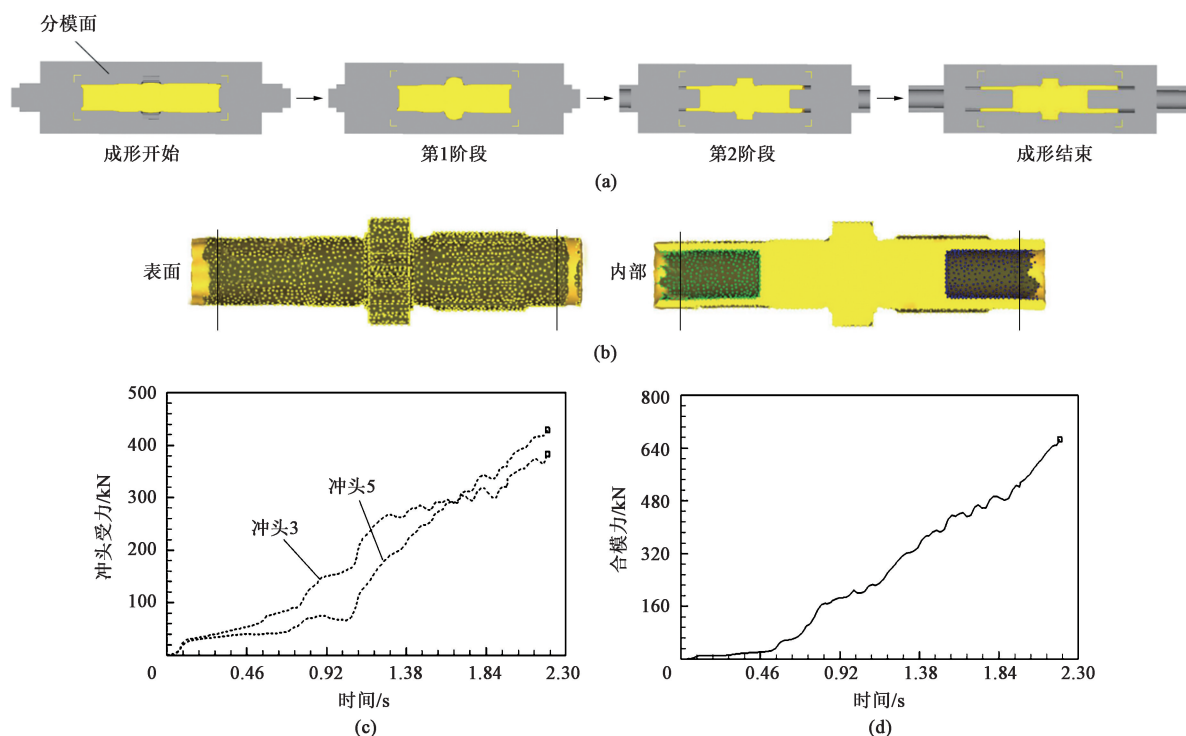 分模面
成形开始
第1阶段
第2阶段
成形结束
(a)
表面
内部
(b)
500
400
300
200
100
0
0.46
0.92
1.38
1.84
2.30
冲头受力/kN
冲头3
冲头5
时间/s
(c)
800
640
480
320
160
0
0.46
0.92
1.38
1.84
2.30
合模力/kN
时间/s
(d)